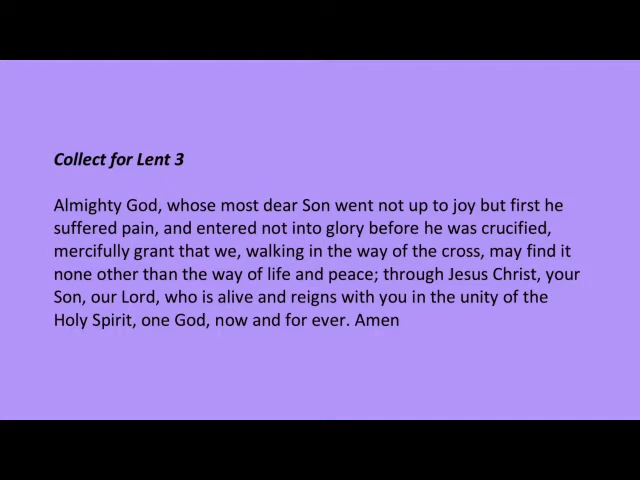 Collect for Lent 3
Almighty God, whose most dear Son went not up to joy but first he
suffered pain, and entered not into glory before he was crucified,
mercifully grant that we, walking in the way of the cross, may find it
none other than the way of life and peace; through Jesus Christ, your
Son, our Lord, who is alive and reigns with you in the unity of the
Holy Spirit, one God, now and for ever. Amen